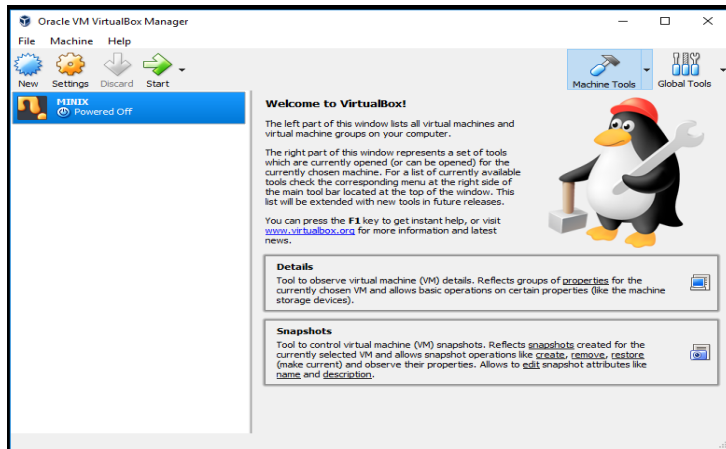 Oracle VM VirtualBox Manager
File Machine Help
New Settings Discard Start Machine Tools Global Tools
MINIX
Powered Off
Welcome to VirtualBox!
The left part of this window lists all virtual machines and
virtual machine groups on your computer.
The right part of this window represents a set of tools
which are currently opened (or can be opened) for the
currently chosen machine. For a list of currently available
tools check the corresponding menu at the right side of
the main tool bar located at the top of the window. This
list will be extended with new tools in future releases.
You can press the F1 key to get instant help, or visit
www.virtualbox.org for more information and latest
news.
Details
Tool to observe virtual machine (VM) details. Reflects groups of properties for the
currently chosen VM and allows basic operations on certain properties (like the machine
storage devices).
Snapshots
Tool to control virtual machine (VM) snapshots. Reflects snapshots created for the
currently selected VM and allows snapshot operations like create, remove, restore
(make current) and observe their properties. Allows to edit snapshot attributes like
name and description.